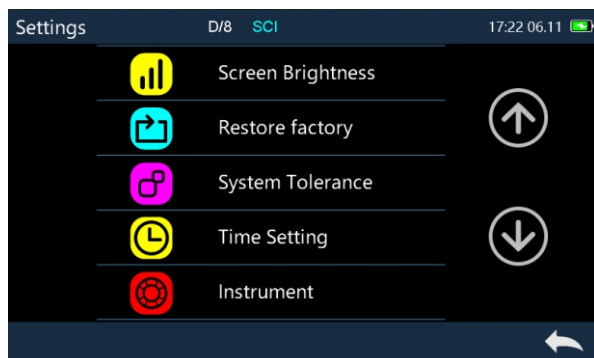 Settings D/8 SCI 17:22 06.11
Screen Brightness
Restore factory
System Tolerance
Time Setting
Instrument